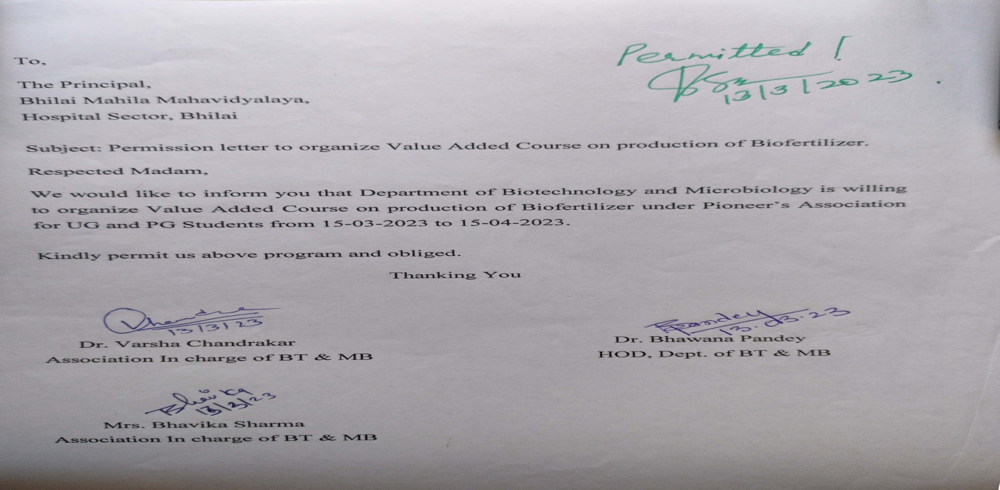 Permitted !
13/3/2023
To,
The Principal,
Bhilai Mahila Mahavidyalaya,
Hospital Sector, Bhilai
Subject: Permission letter to organize Value Added Course on production of Biofertilizer.
Respected Madam,
We would like to inform you that Department of Biotechnology and Microbiology is willing
to organize Value Added Course on production of Biofertilizer under Pioneer's Association
for UG and PG Students from 15-03-2023 to 15-04-2023.
Kindly permit us above program and obliged.
Thanking You
13/3/23
Dr. Varsha Chandrakar
Association In charge of BT & MB
Pandey
13.03.23
Dr. Bhawana Pandey
HOD, Dept. of BT & MB
Bhavika
13/3/23
Mrs. Bhavika Sharma
Association In charge of BT & MB